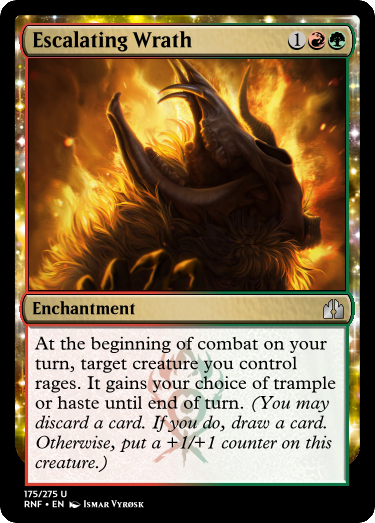 Escalating Wrath 1
Enchantment
At the beginning of combat on your
turn, target creature you control
rages. It gains your choice of trample
or haste until end of turn. (You may
discard a card. If you do, draw a card.
Otherwise, put a +1/+1 counter on this
creature.)
175/275 U
RNF • EN Ismar Vyrøsk